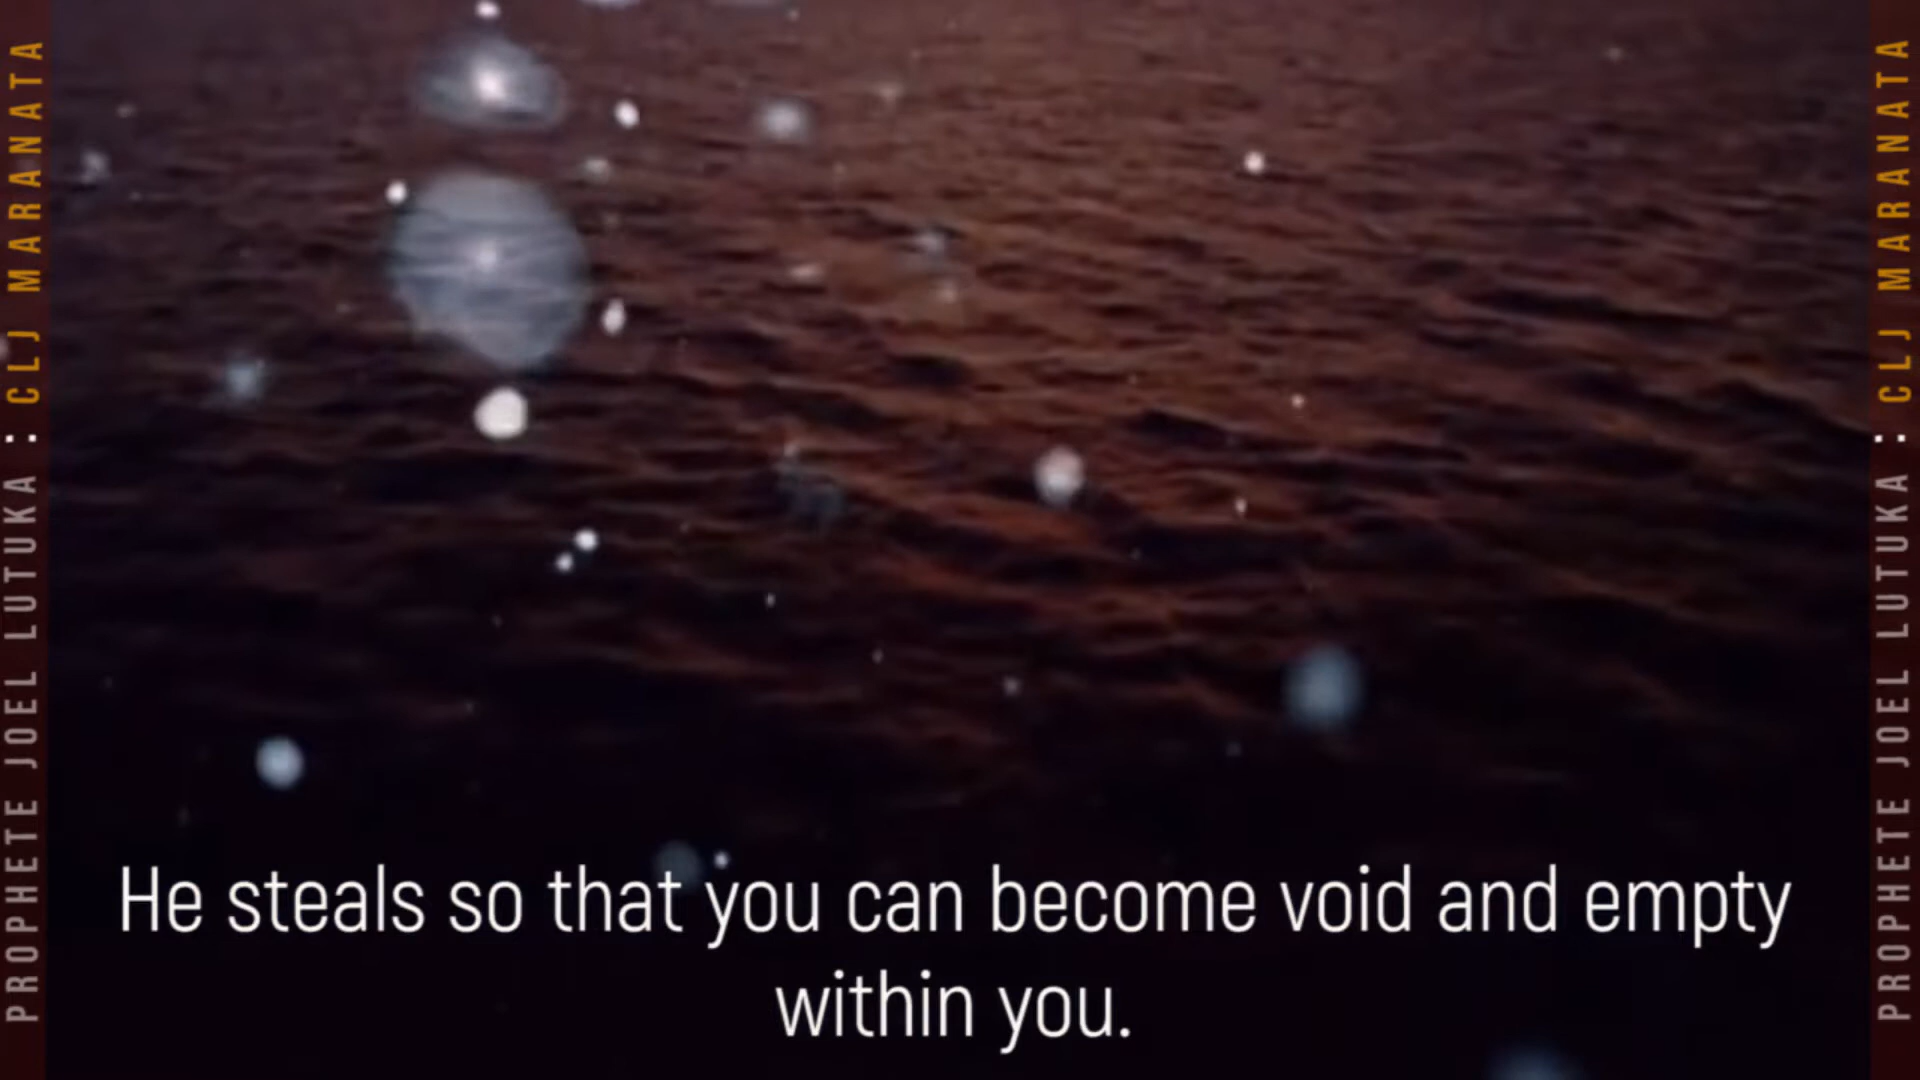 PROPHETE JOEL LUTUKA : CLJ MARANATA
He steals so that you can become void and empty
within you.
PROPHETE JOEL LUTUKA : CLJ MARANATA